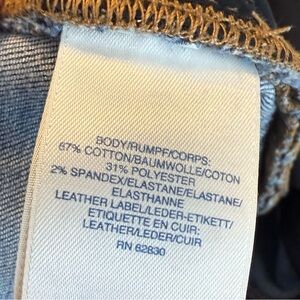 BODY/RUMPF/CORPS:
67% COTTON/BAUMWOLLE/COTON
31% POLYESTER
2% SPANDEX/ELASTANE/ELASTANE/
ELASTHANNE
LEATHER LABEL/LEDER-ETIKETT/
ETIQUETTE EN CUIR:
LEATHER/LEDER/CUIR
RN 62830